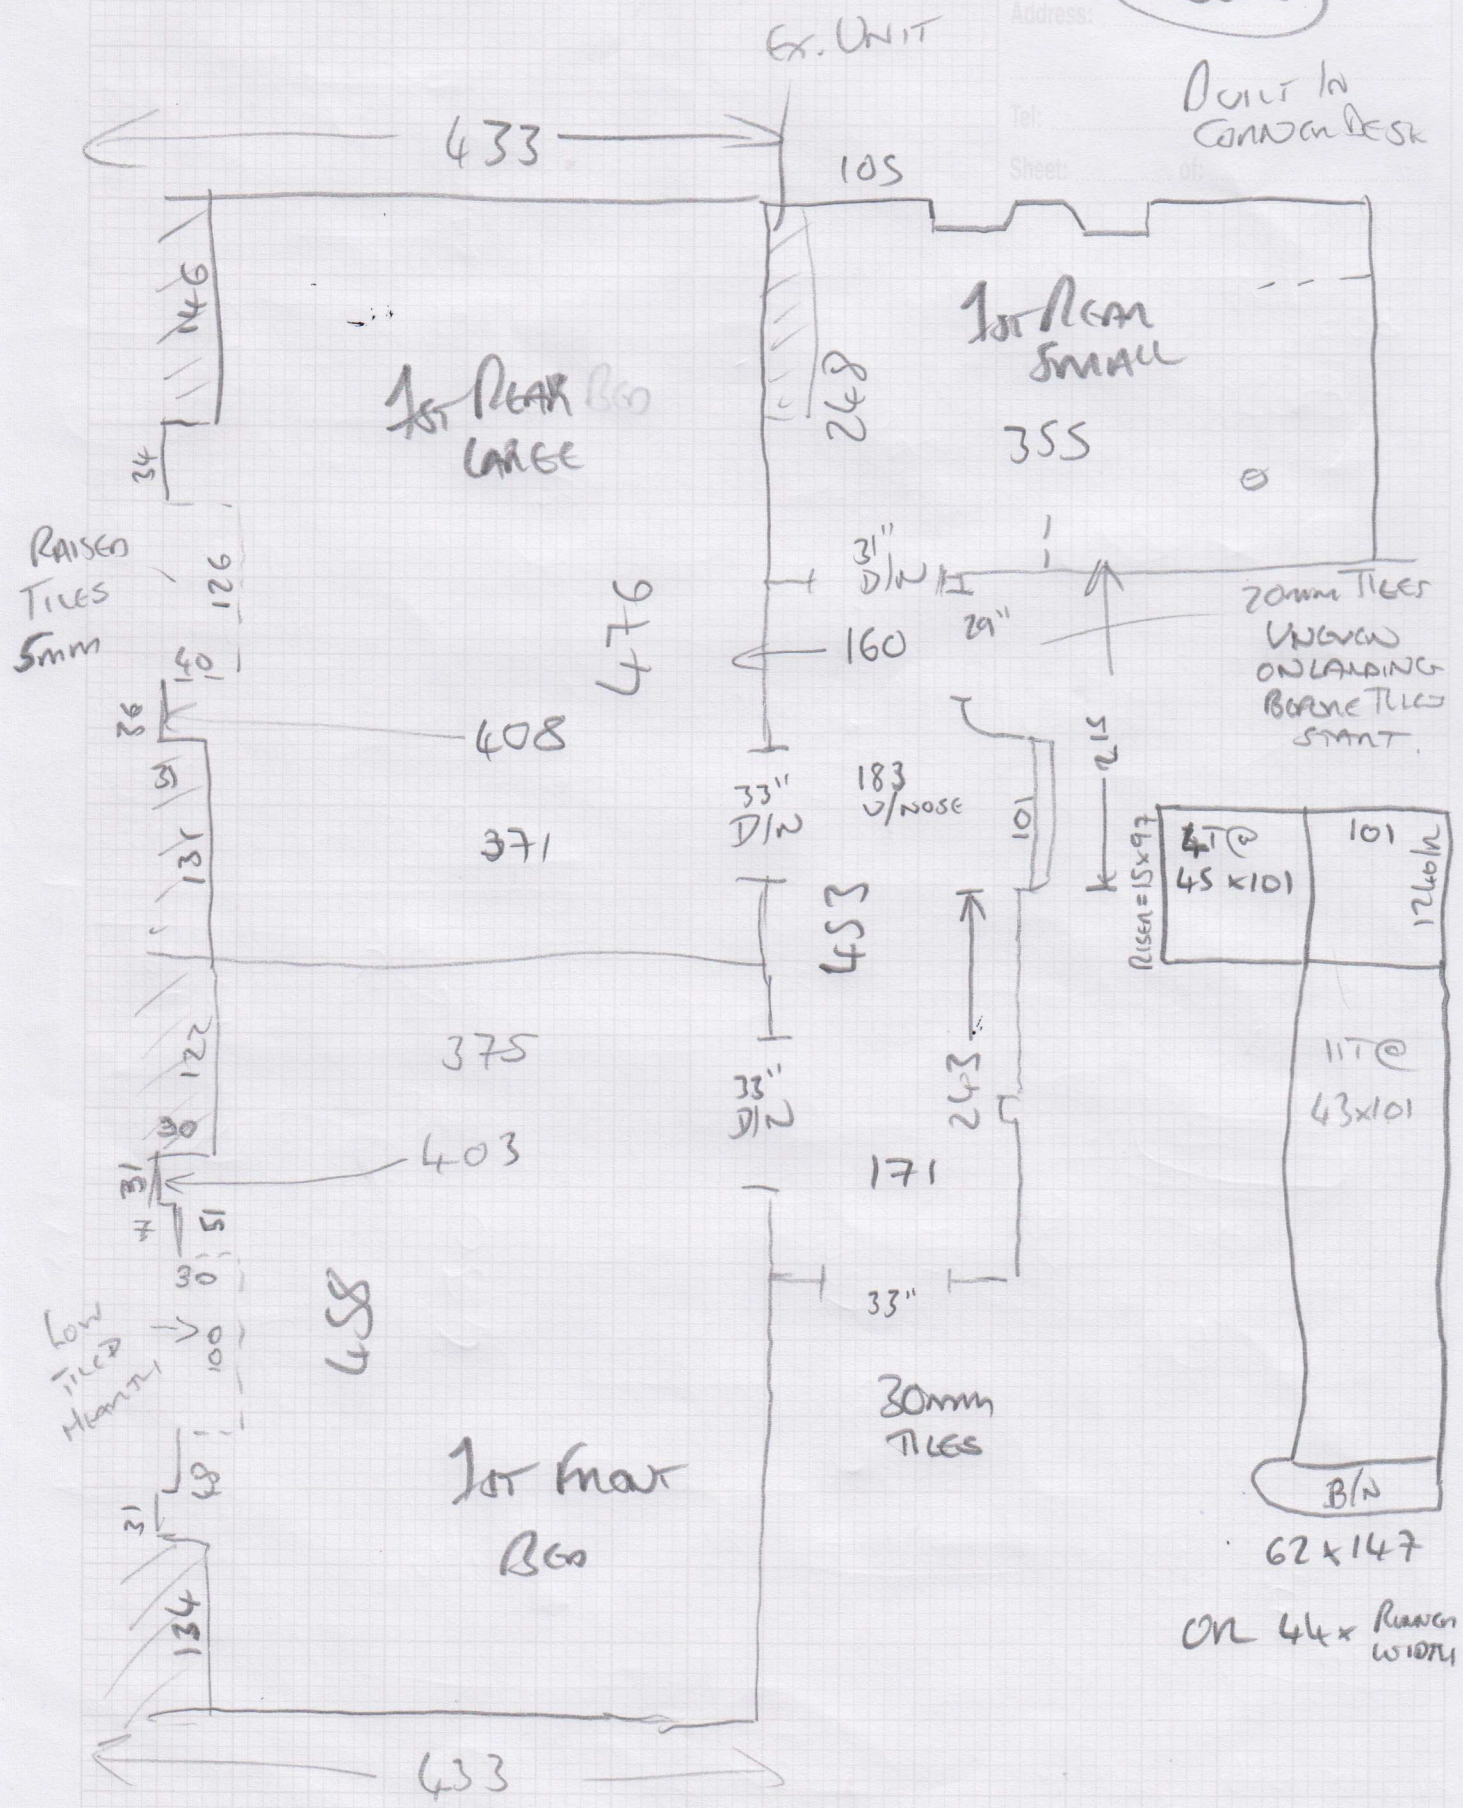 Address:
Ex. UNIT
BUILT IN
CORNER DESK
Tel:
433
105
Sheet: of:
146
1ST REAR
SMALL
248
1ST REAR BED
LARGE
355
34
31"
D/N
RAISED
TILES
5mm
126
476
29"
20mm TILES
UNEVEN
ON LANDING
BEFORE TILES
START.
160
40
36
408
215
31
33"
D/N
183
U/NOSE
101
131
371
453
RISER=15x97
4T@
45x101
101
122
375
33"
D/N
243
11T@
43x101
30
403
31
171
51
30
33"
LOW
TILED
HEARTH
100
458
30mm
TILES
48
1ST FRONT
BED
31
B/N
62x147
134
OR 44x RUNNER
WIDTH
433